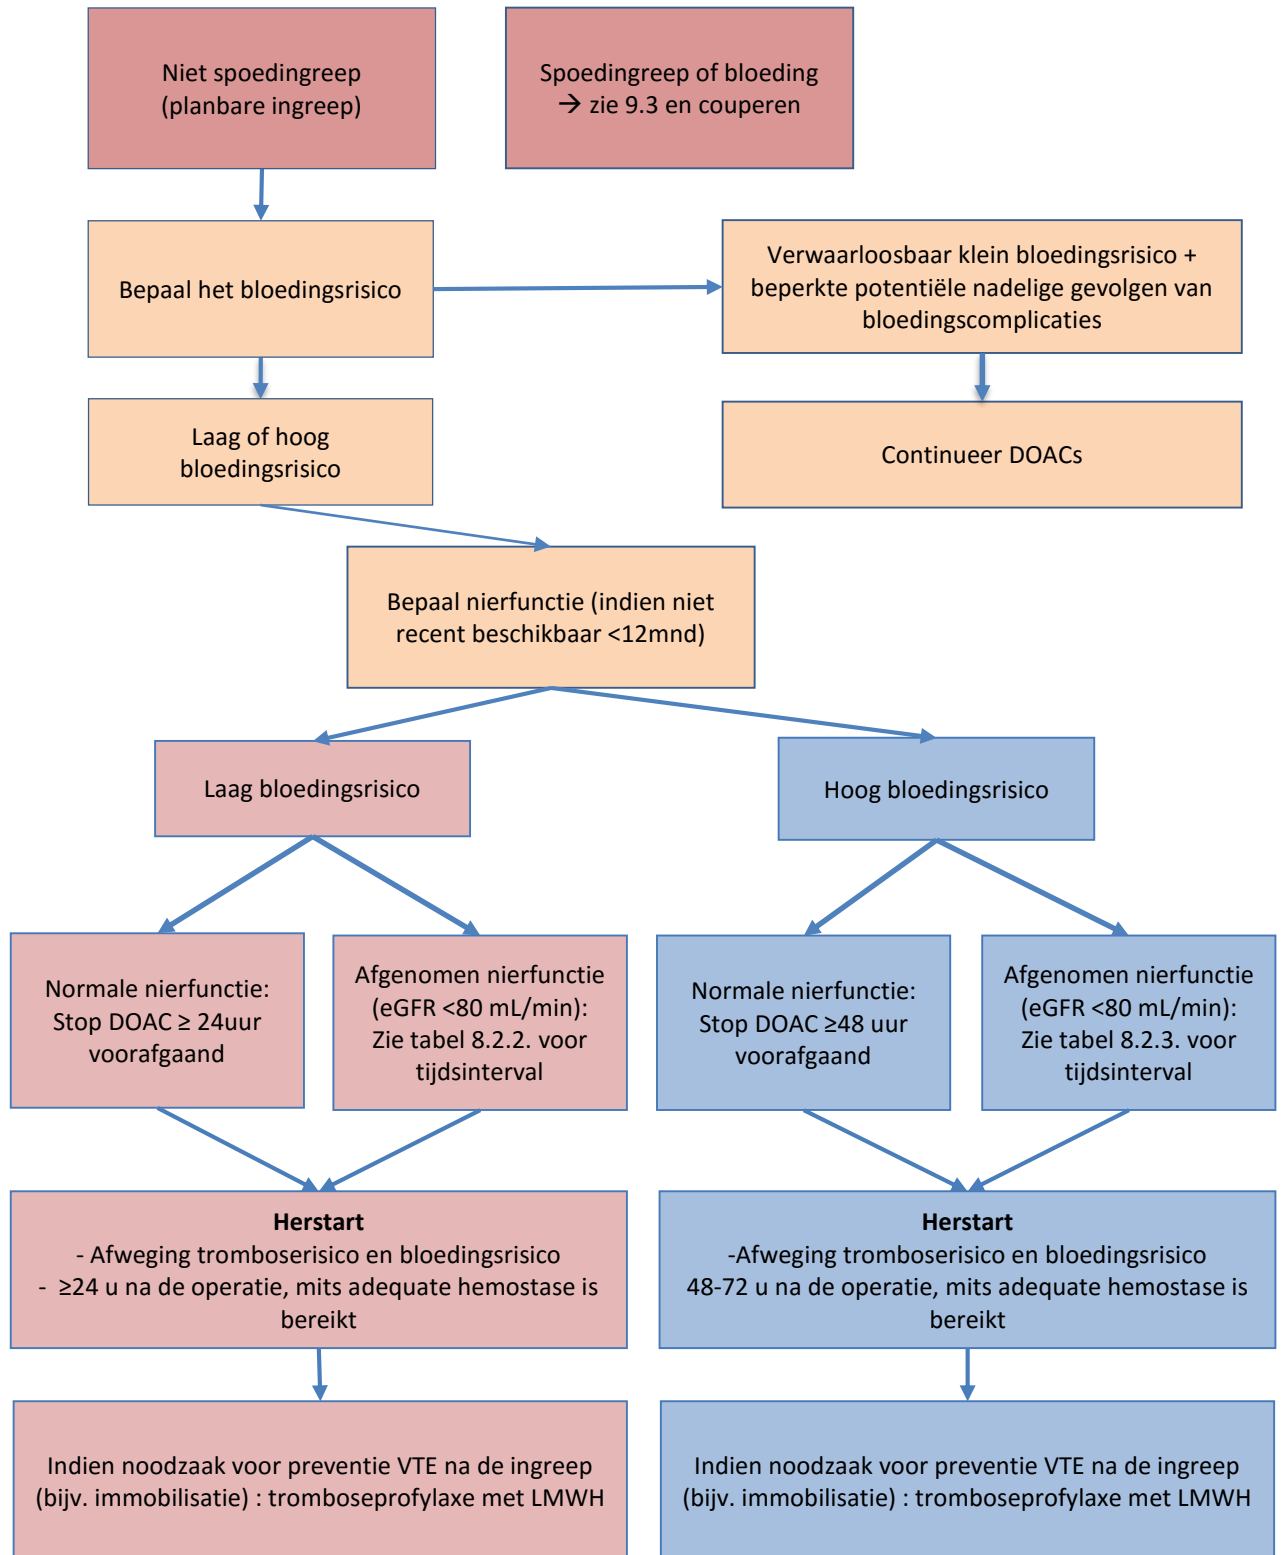 Niet spoedingreep
(planbare ingreep)
Spoedingreep of bloeding
→ zie 9.3 en couperen
Bepaal het bloedingsrisico
Verwaarloosbaar klein bloedingsrisico +
beperkte potentiële nadelige gevolgen van
bloedingscomplicaties
Laag of hoog
bloedingsrisico
Continueer DOACs
Bepaal nierfunctie (indien niet
recent beschikbaar <12mnd)
Laag bloedingsrisico
Hoog bloedingsrisico
Normale nierfunctie:
Stop DOAC ≥ 24uur
voorafgaand
Afgenomen nierfunctie
(eGFR <80 mL/min):
Zie tabel 8.2.2. voor
tijdsinterval
Normale nierfunctie:
Stop DOAC ≥48 uur
voorafgaand
Afgenomen nierfunctie
(eGFR <80 mL/min):
Zie tabel 8.2.3. voor
tijdsinterval
Herstart
- Afweging tromboserisico en bloedingsrisico
- ≥24 u na de operatie, mits adequate hemostase is
bereikt
Herstart
-Afweging tromboserisico en bloedingsrisico
48-72 u na de operatie, mits adequate hemostase is
bereikt
Indien noodzaak voor preventie VTE na de ingreep
(bijv. immobilisatie) : tromboseprofylaxe met LMWH
Indien noodzaak voor preventie VTE na de ingreep
(bijv. immobilisatie) : tromboseprofylaxe met LMWH